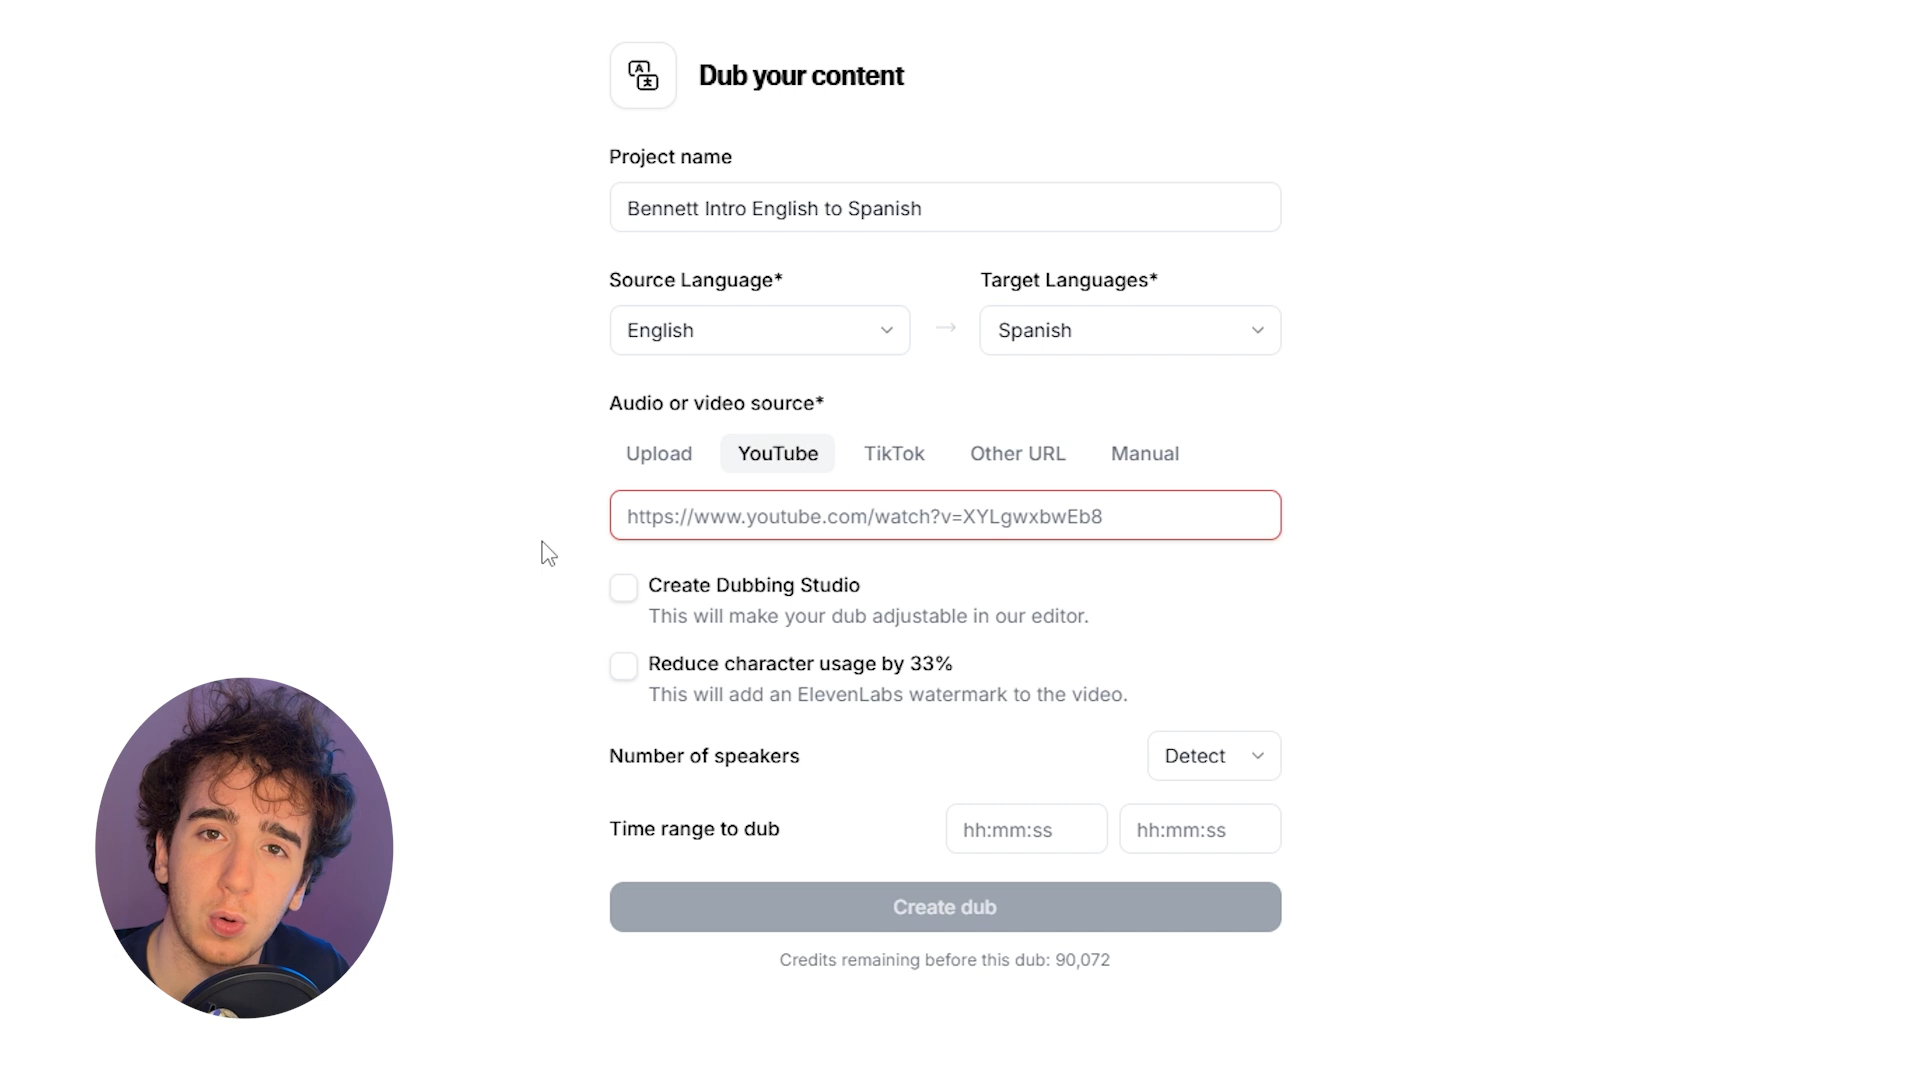 Dub your content
Project name
Bennett Intro English to Spanish
Source Language*
Target Languages*
English
Spanish
Audio or video source*
Upload YouTube TikTok Other URL Manual
https://www.youtube.com/watch?v=XYLgwxbwEb8
Create Dubbing Studio
This will make your dub adjustable in our editor.
Reduce character usage by 33%
This will add an ElevenLabs watermark to the video.
Number of speakers
Detect
Time range to dub
hh:mm:ss
hh:mm:ss
Create dub
Credits remaining before this dub: 90,072